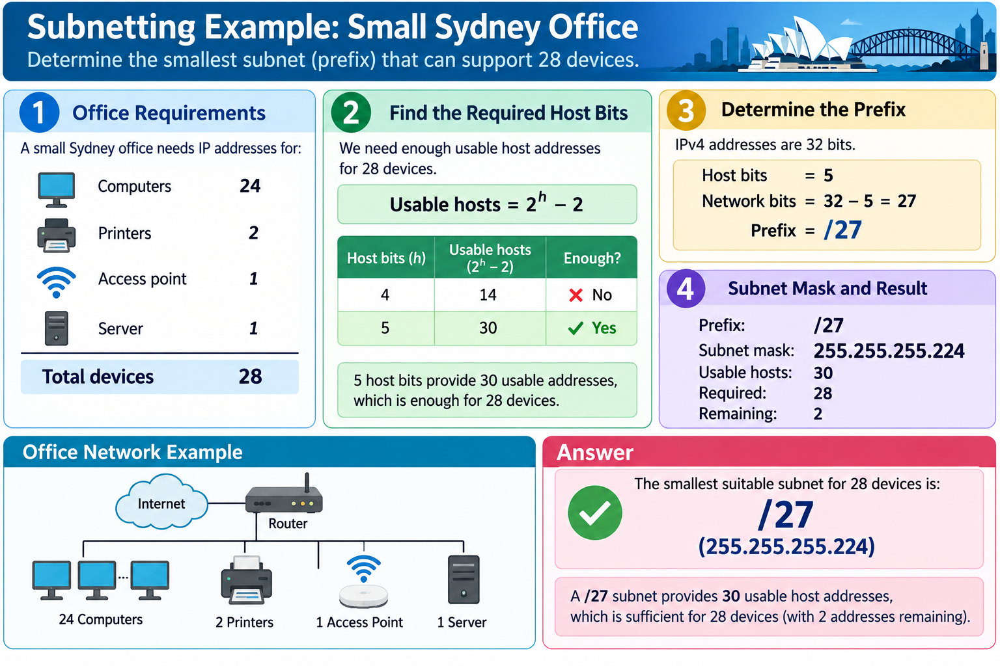 Subnetting Example: Small Sydney Office
Determine the smallest subnet (prefix) that can support 28 devices.
1 Office Requirements
A small Sydney office needs IP addresses for:
Computers 24
Printers 2
Access point 1
Server 1
Total devices 28
2 Find the Required Host Bits
We need enough usable host addresses
for 28 devices.
Usable hosts = 2^h – 2
Host bits (h) Usable hosts (2^h – 2) Enough?
4 14 ❌ No
5 30 ✓ Yes
5 host bits provide 30 usable addresses,
which is enough for 28 devices.
3 Determine the Prefix
IPv4 addresses are 32 bits.
Host bits = 5
Network bits = 32 – 5 = 27
Prefix = /27
4 Subnet Mask and Result
Prefix: /27
Subnet mask: 255.255.255.224
Usable hosts: 30
Required: 28
Remaining: 2
Office Network Example
Internet
Router
...
24 Computers
2 Printers
1 Access Point
1 Server
Answer
The smallest suitable subnet for 28 devices is:
/27
(255.255.255.224)
A /27 subnet provides 30 usable host addresses,
which is sufficient for 28 devices (with 2 addresses remaining).